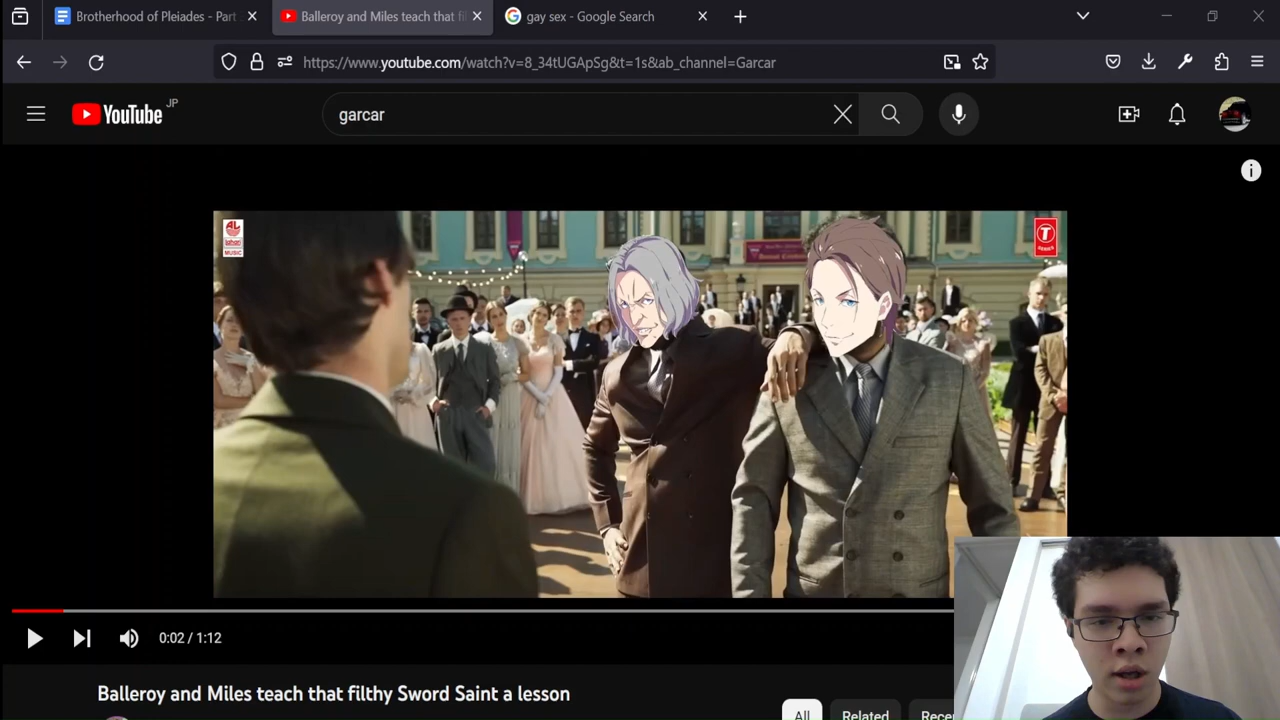 Brotherhood of Pleiades - Part
Balleroy and Miles teach that fi
gay sex - Google Search
https://www.youtube.com/watch?v=8_34tUGApSg&t=1s&ab_channel=Garcar
YouTube JP
garcar
MUSIC
T
SERIES
0:02 / 1:12
Balleroy and Miles teach that filthy Sword Saint a lesson
All
Related
Rece